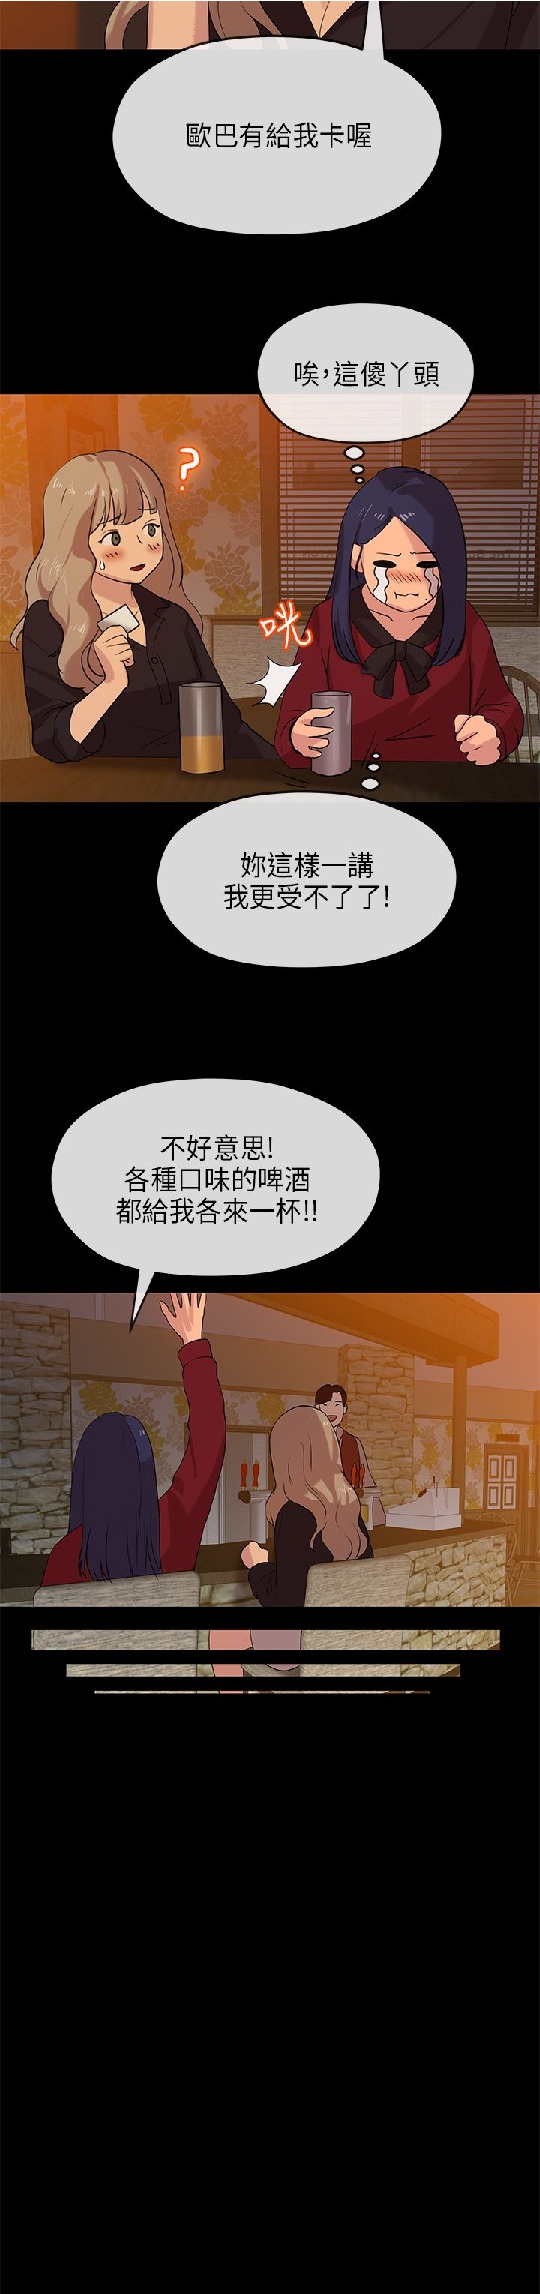 歐巴有給我卡喔
唉，這傻丫頭
?
咣
妳這樣一講
我更受不了了!
不好意思!
各種口味的啤酒
都給我各來一杯!!